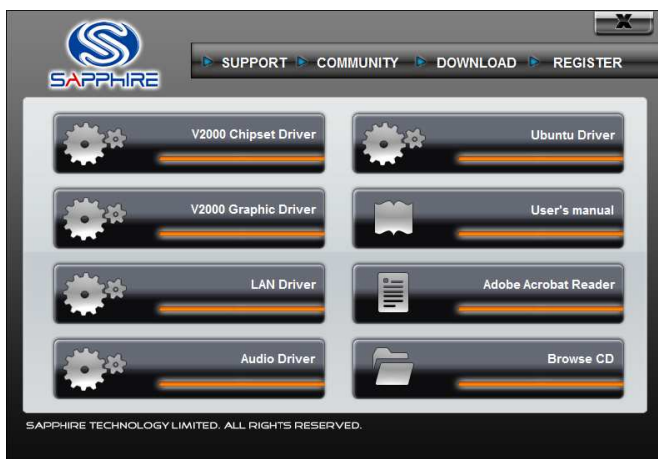 SAPPHIRE
X
SUPPORT COMMUNITY DOWNLOAD REGISTER
V2000 Chipset Driver
Ubuntu Driver
V2000 Graphic Driver
User's manual
LAN Driver
Adobe Acrobat Reader
Audio Driver
Browse CD
SAPPHIRE TECHNOLOGY LIMITED. ALL RIGHTS RESERVED.